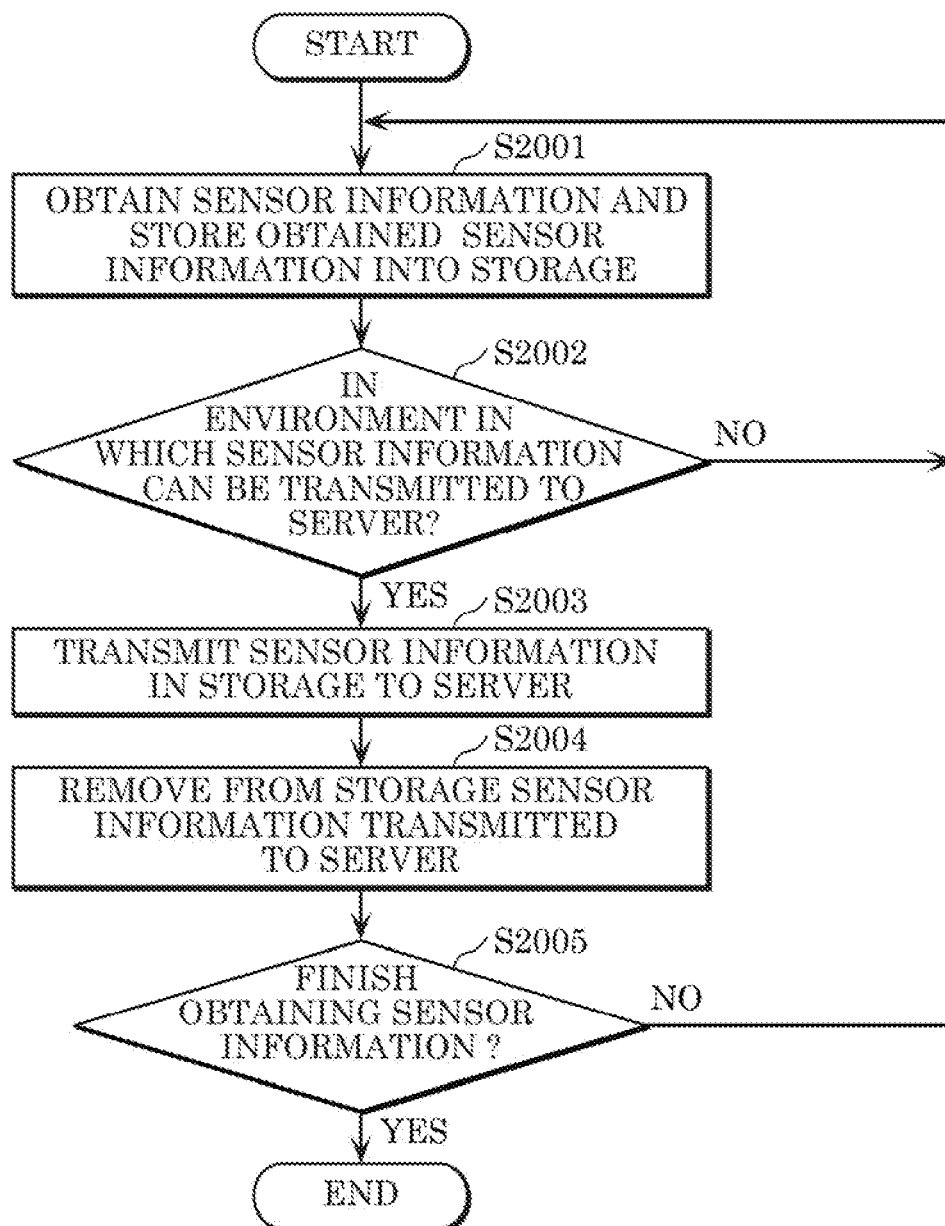 START
S2001
OBTAIN SENSOR INFORMATION AND
STORE OBTAINED SENSOR
INFORMATION INTO STORAGE
S2002
IN
ENVIRONMENT IN
WHICH SENSOR INFORMATION
CAN BE TRANSMITTED TO
SERVER?
NO
YES
S2003
TRANSMIT SENSOR INFORMATION
IN STORAGE TO SERVER
S2004
REMOVE FROM STORAGE SENSOR
INFORMATION TRANSMITTED
TO SERVER
S2005
FINISH
OBTAINING SENSOR
INFORMATION ?
NO
YES
END